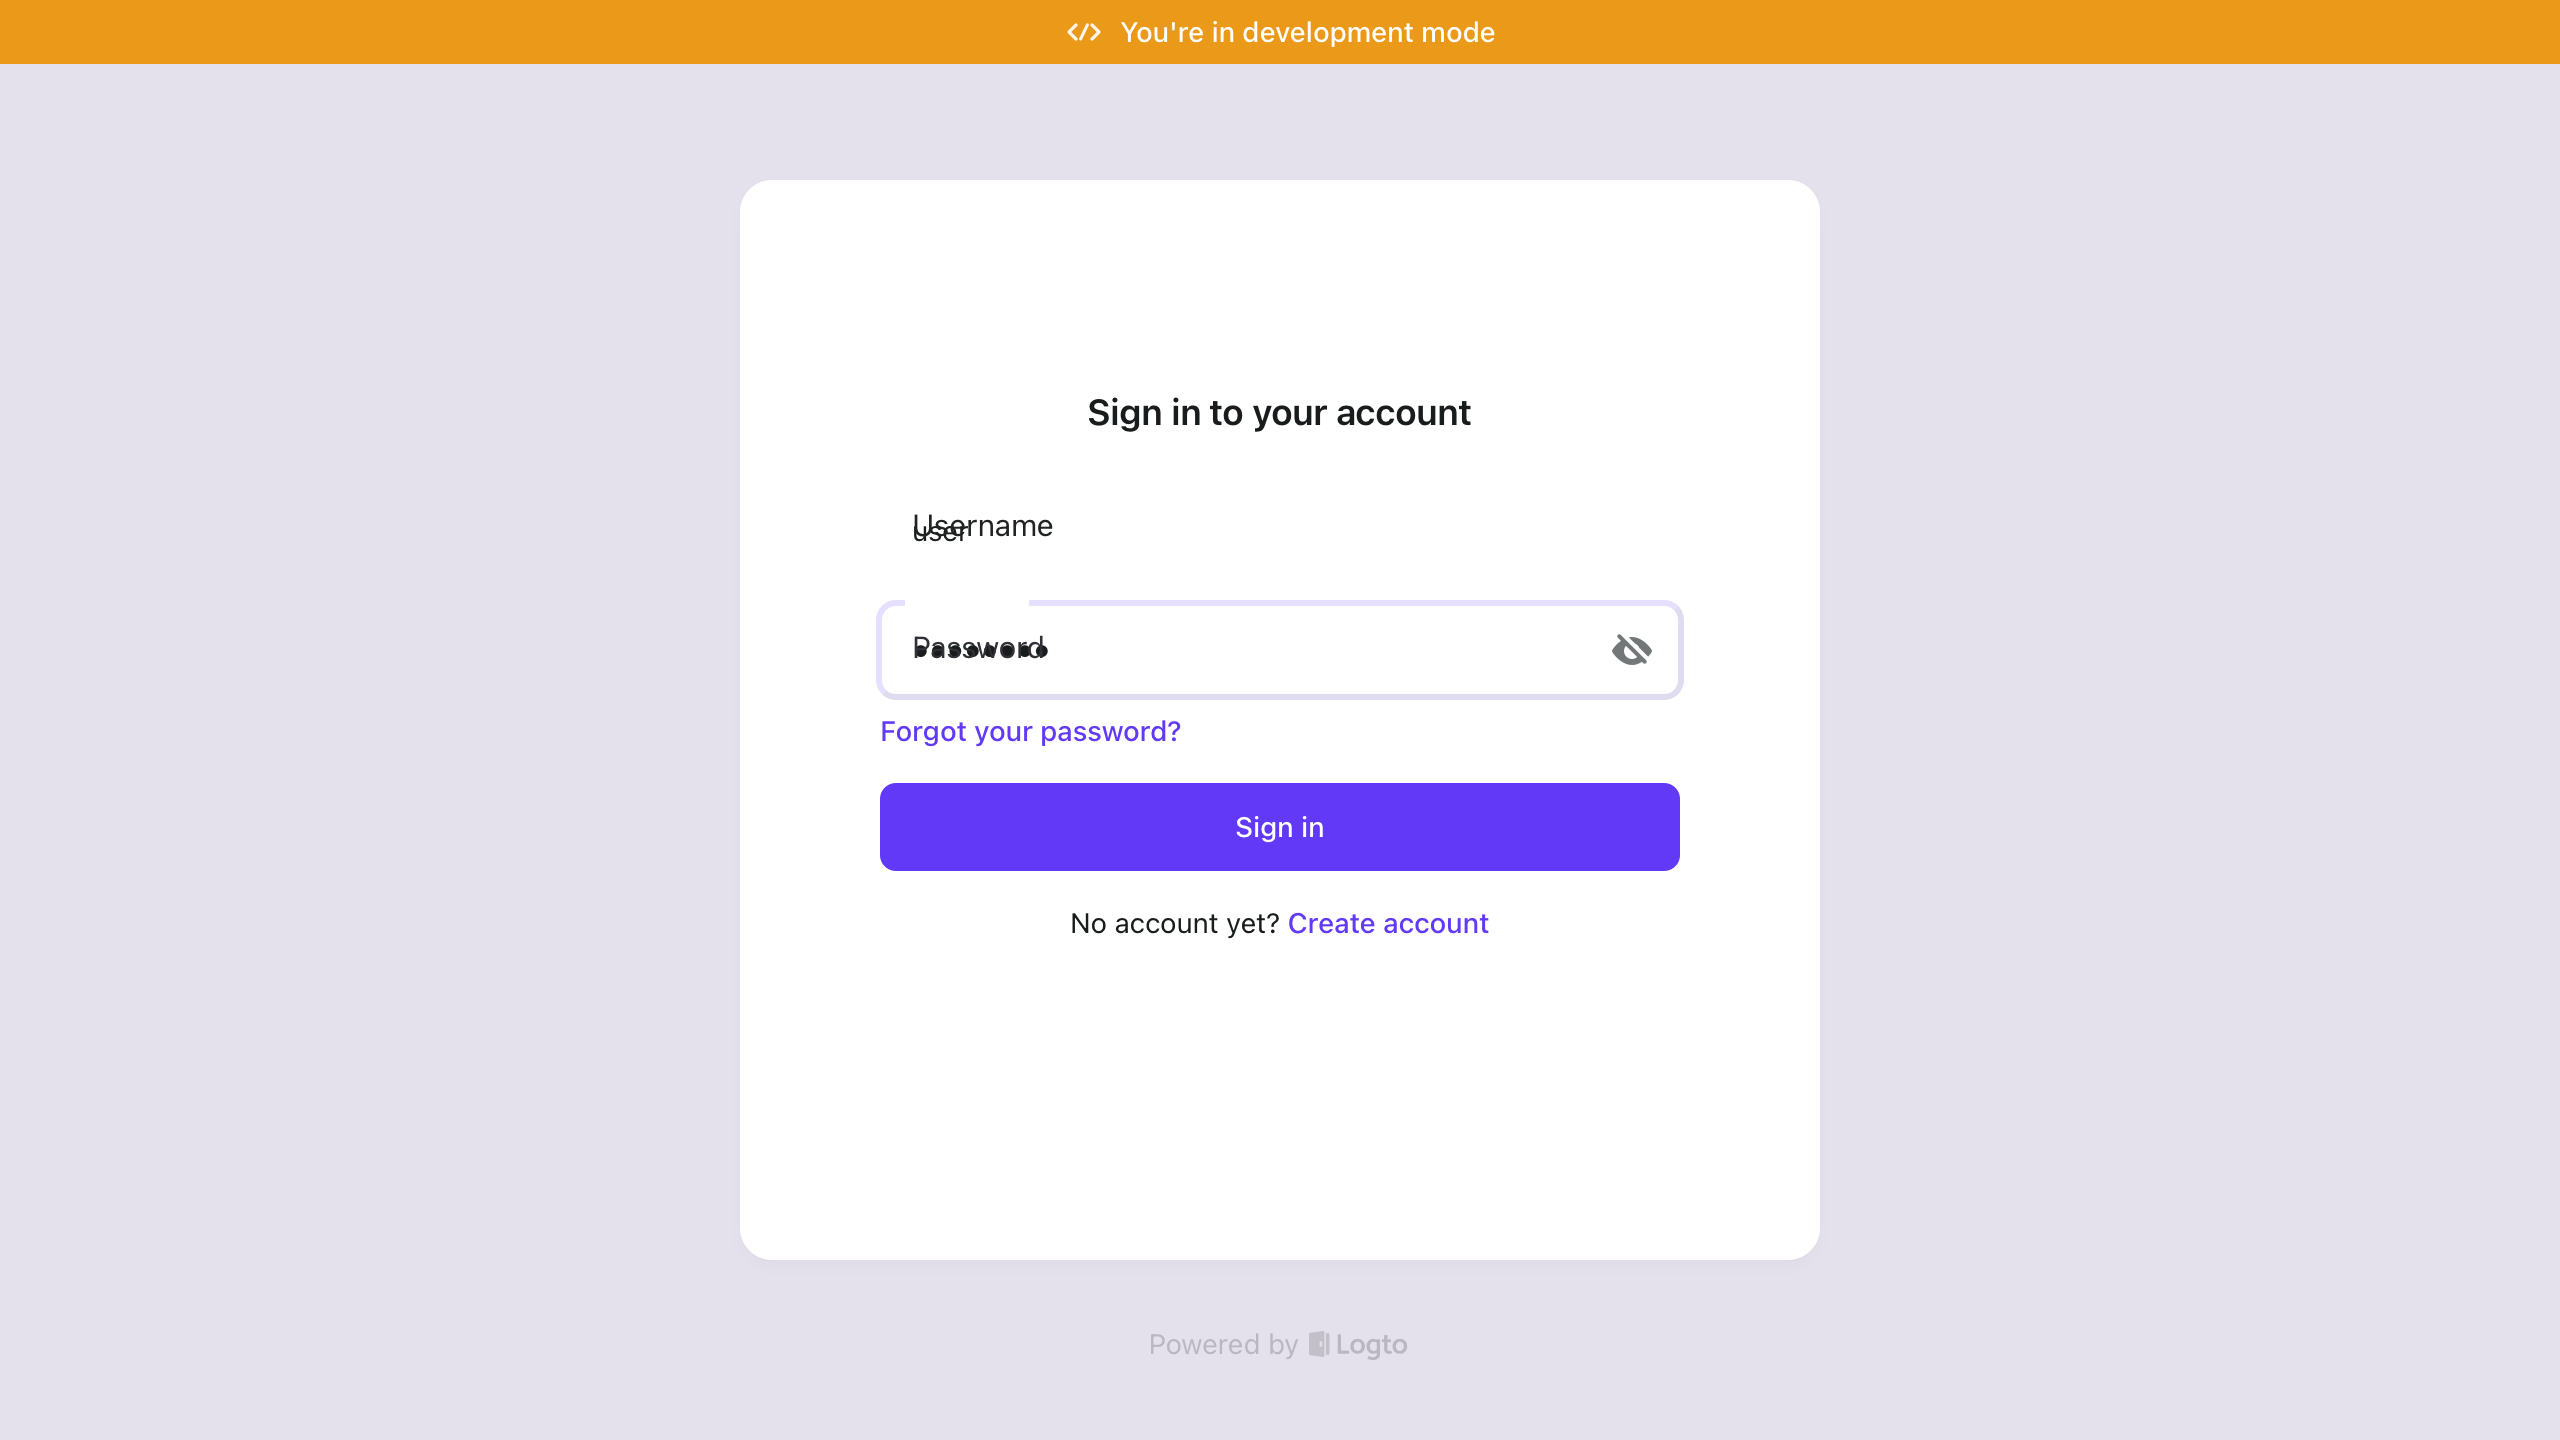 You're in development mode
Sign in to your account
Username
user
Password
Forgot your password?
Sign in
No account yet? Create account
Powered by Logto